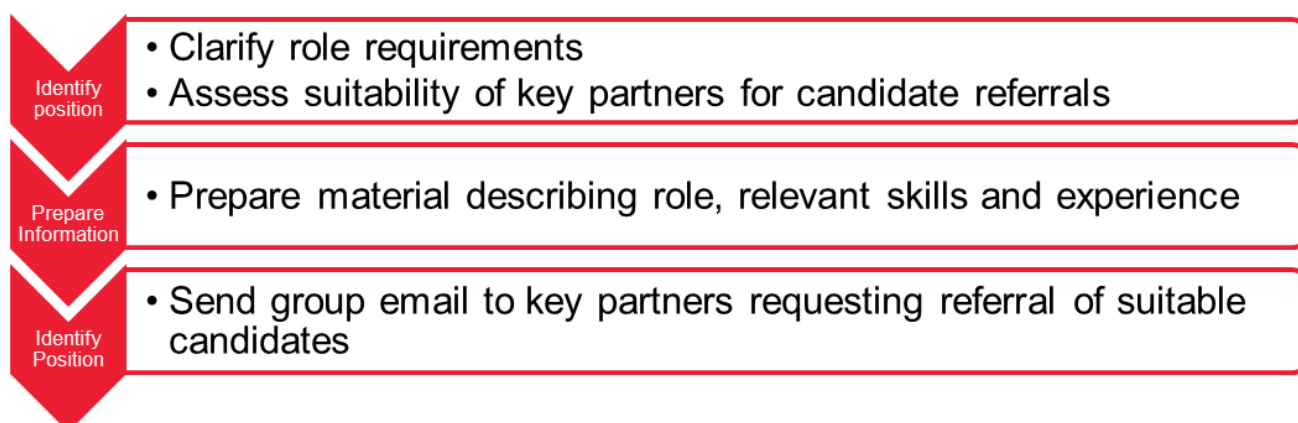 Identify
position
• Clarify role requirements
• Assess suitability of key partners for candidate referrals
Prepare
Information
• Prepare material describing role, relevant skills and experience
Identify
Position
• Send group email to key partners requesting referral of suitable
candidates